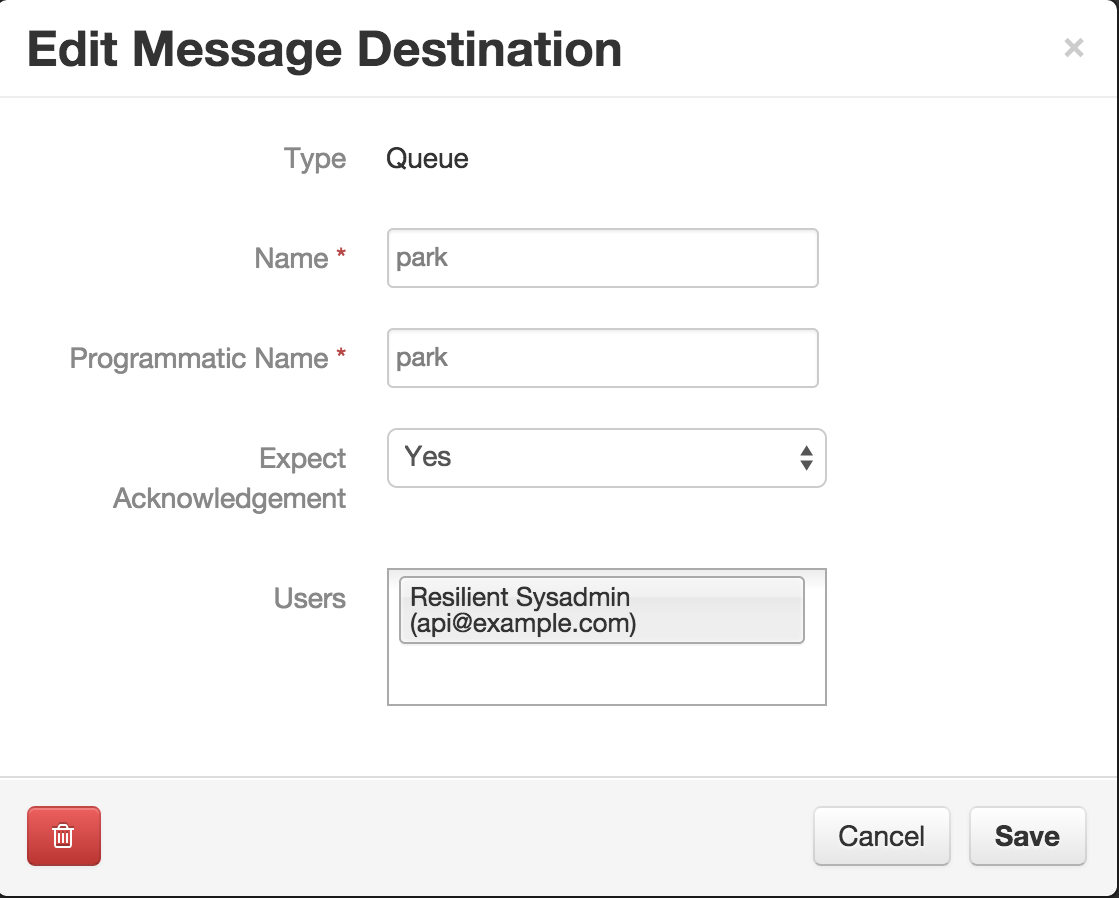 Edit Message Destination
×
Type Queue
Name * park
Programmatic Name * park
Expect Acknowledgement Yes
Users Resilient Sysadmin
(api@example.com)
Cancel Save